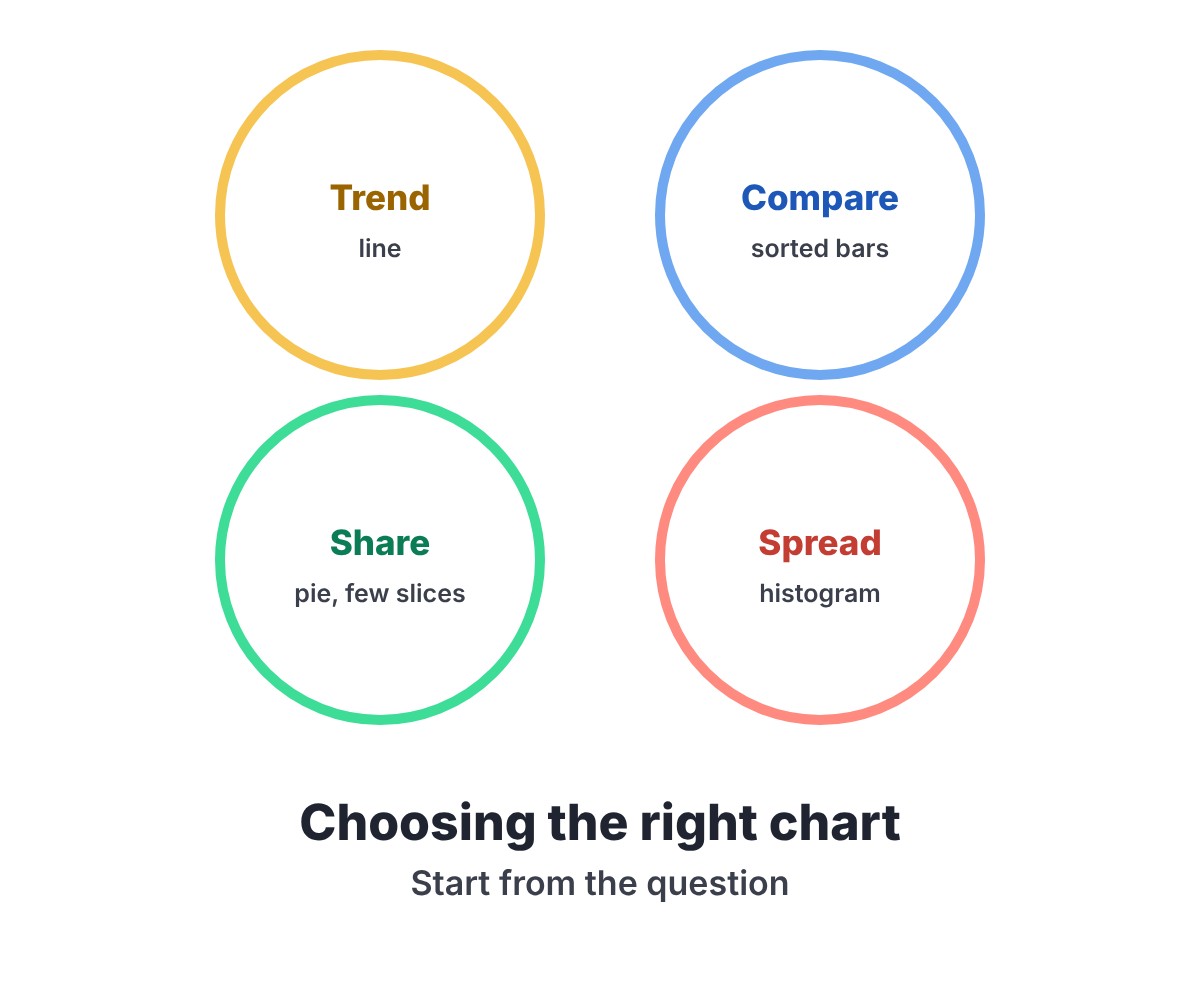 Trend
line
Compare
sorted bars
Share
pie, few slices
Spread
histogram
Choosing the right chart
Start from the question